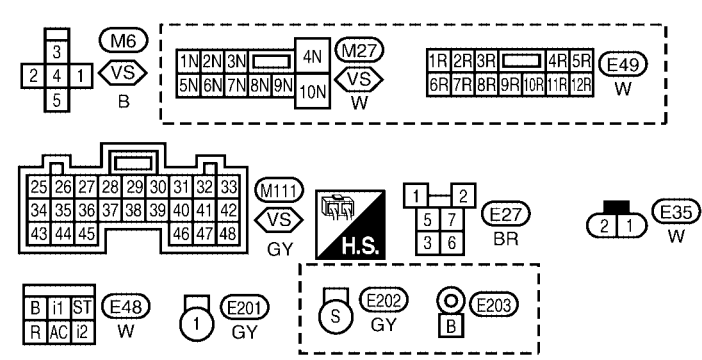 3
2 4 1
5
M6
VS
B
1N 2N 3N 4N
5N 6N 7N 8N 9N 10N
M27
VS
W
1R 2R 3R 4R 5R
6R 7R 8R 9R 10R 11R 12R
E49
W
25 26 27 28 29 30 31 32 33
34 35 36 37 38 39 40 41 42
43 44 45 46 47 48
M111
VS
GY
H.S.
1 2
5 7
3 6
E27
BR
2 1
E35
W
B i1 ST
R AC i2
E48
W
1
E201
GY
S
E202
GY
B
E203